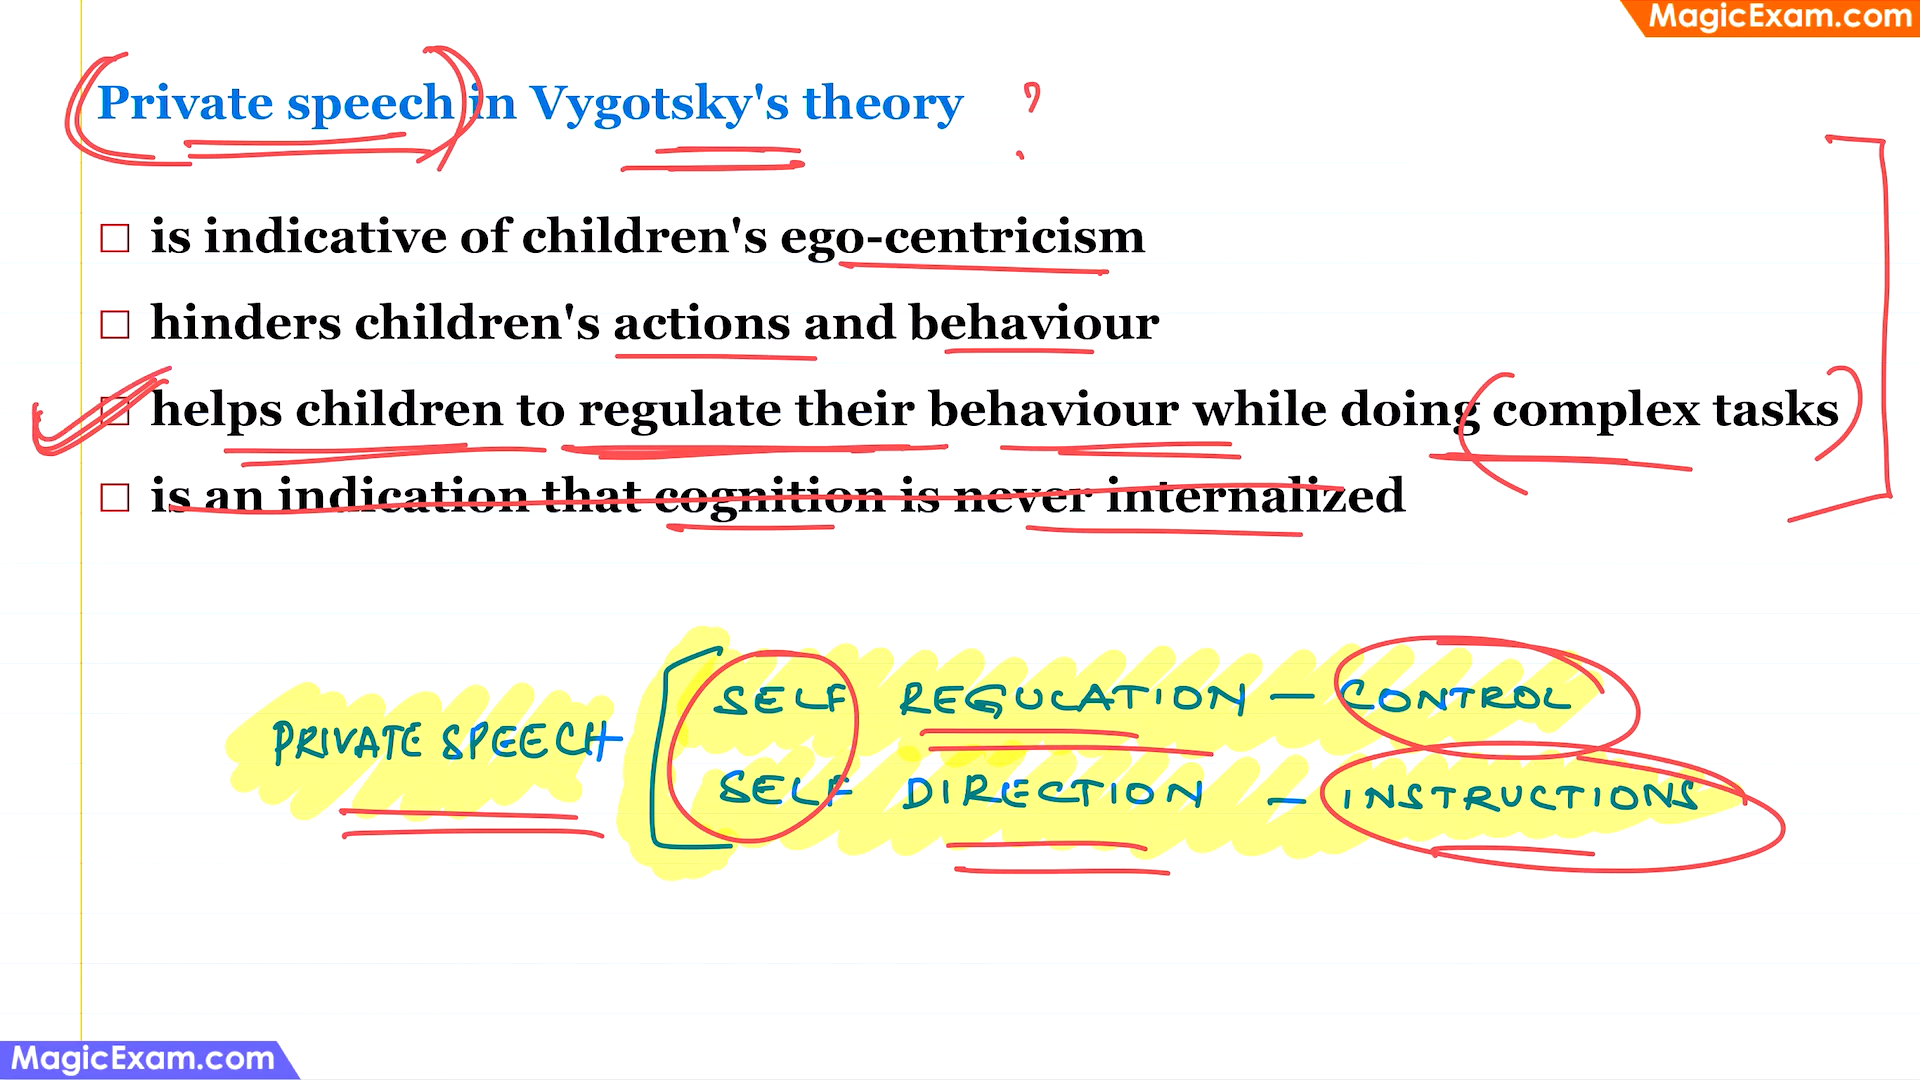 MagicExam.com
Private speech in Vygotsky's theory ?
is indicative of children's ego-centricism
hinders children's actions and behaviour
helps children to regulate their behaviour while doing complex tasks
is an indication that cognition is never internalized
SELF REGULATION – CONTROL
PRIVATE SPEECH
SELF DIRECTION – INSTRUCTIONS
MagicExam.com